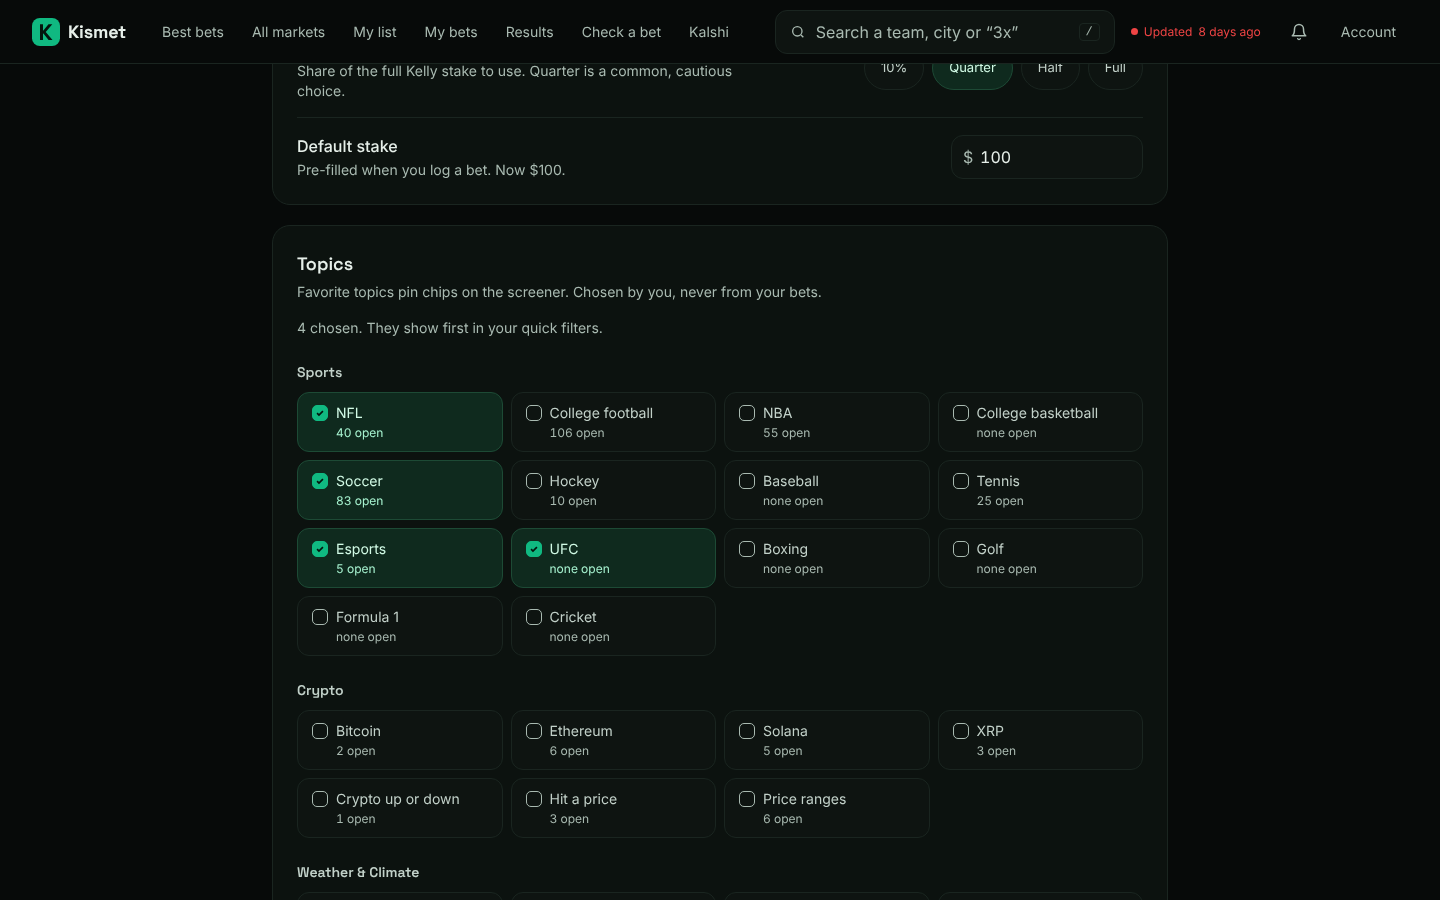 K Kismet
Best bets
All markets
My list
My bets
Results
Check a bet
Kalshi
Search a team, city or “3x”
/
Updated 8 days ago
Account
Share of the full Kelly stake to use. Quarter is a common, cautious
choice.
10%
Quarter
Half
Full
Default stake
Pre-filled when you log a bet. Now $100.
$ 100
Topics
Favorite topics pin chips on the screener. Chosen by you, never from your bets.
4 chosen. They show first in your quick filters.
Sports
NFL
40 open
College football
106 open
NBA
55 open
College basketball
none open
Soccer
83 open
Hockey
10 open
Baseball
none open
Tennis
25 open
Esports
5 open
UFC
none open
Boxing
none open
Golf
none open
Formula 1
none open
Cricket
none open
Crypto
Bitcoin
2 open
Ethereum
6 open
Solana
5 open
XRP
3 open
Crypto up or down
1 open
Hit a price
3 open
Price ranges
6 open
Weather & Climate